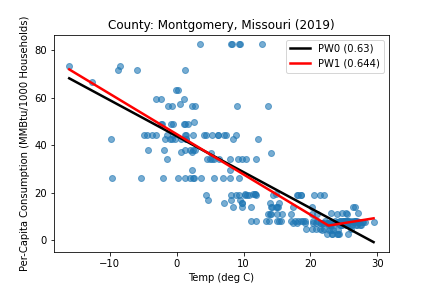 County: Montgomery, Missouri (2019)
PW0 (0.63)
PW1 (0.644)
Per-Capita Consumption (MMBtu/1000 Households)
80
60
40
20
0
−10 0 10 20 30
Temp (deg C)